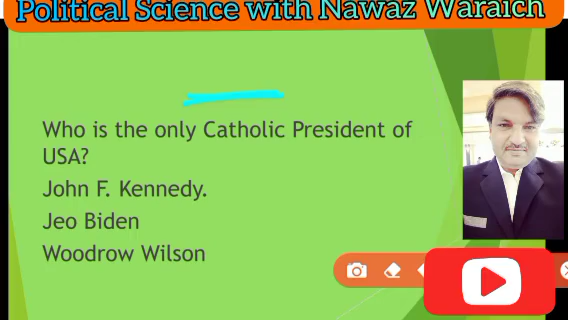 Political Science with Nawaz Waraich
Who is the only Catholic President of
USA?
John F. Kennedy.
Jeo Biden
Woodrow Wilson